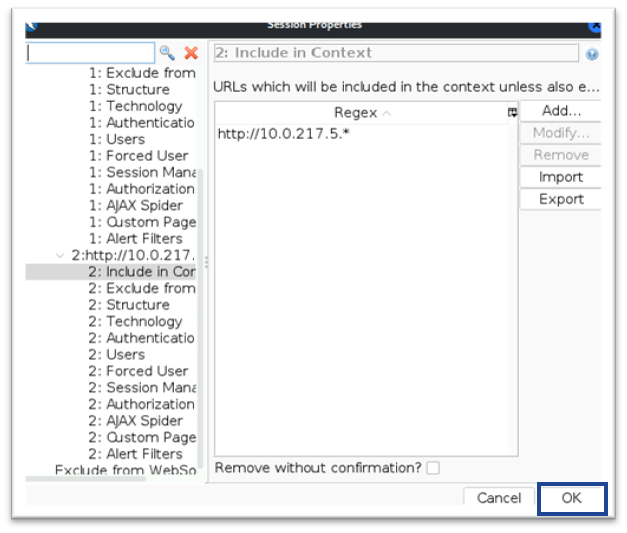 Session Properties
1: Exclude from
1: Structure
1: Technology
1: Authenticatio
1: Users
1: Forced User
1: Session Mana
1: Authorization
1: AJAX Spider
1: Custom Page
1: Alert Filters
2:http://10.0.217.
2: Include in Cor
2: Exclude from
2: Structure
2: Technology
2: Authenticatio
2: Users
2: Forced User
2: Session Mana
2: Authorization
2: AJAX Spider
2: Custom Page
2: Alert Filters
Exclude from WebSo
2: Include in Context
URLs which will be included in the context unless also e...
Regex
http://10.0.217.5.*
Add...
Modify...
Remove
Import
Export
Remove without confirmation?
Cancel
OK